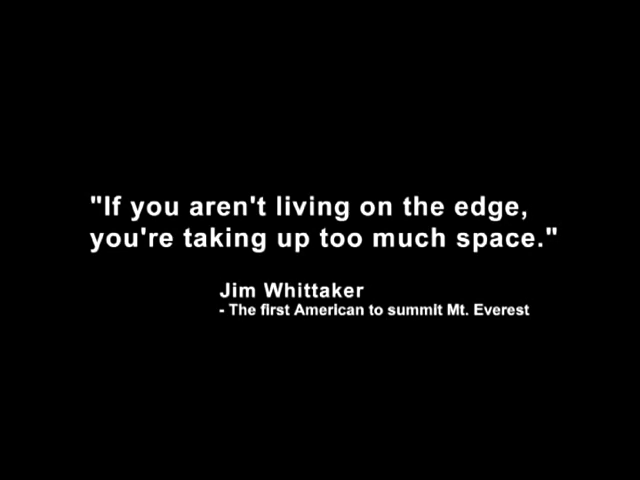 "If you aren't living on the edge,
you're taking up too much space."
Jim Whittaker
- The first American to summit Mt. Everest